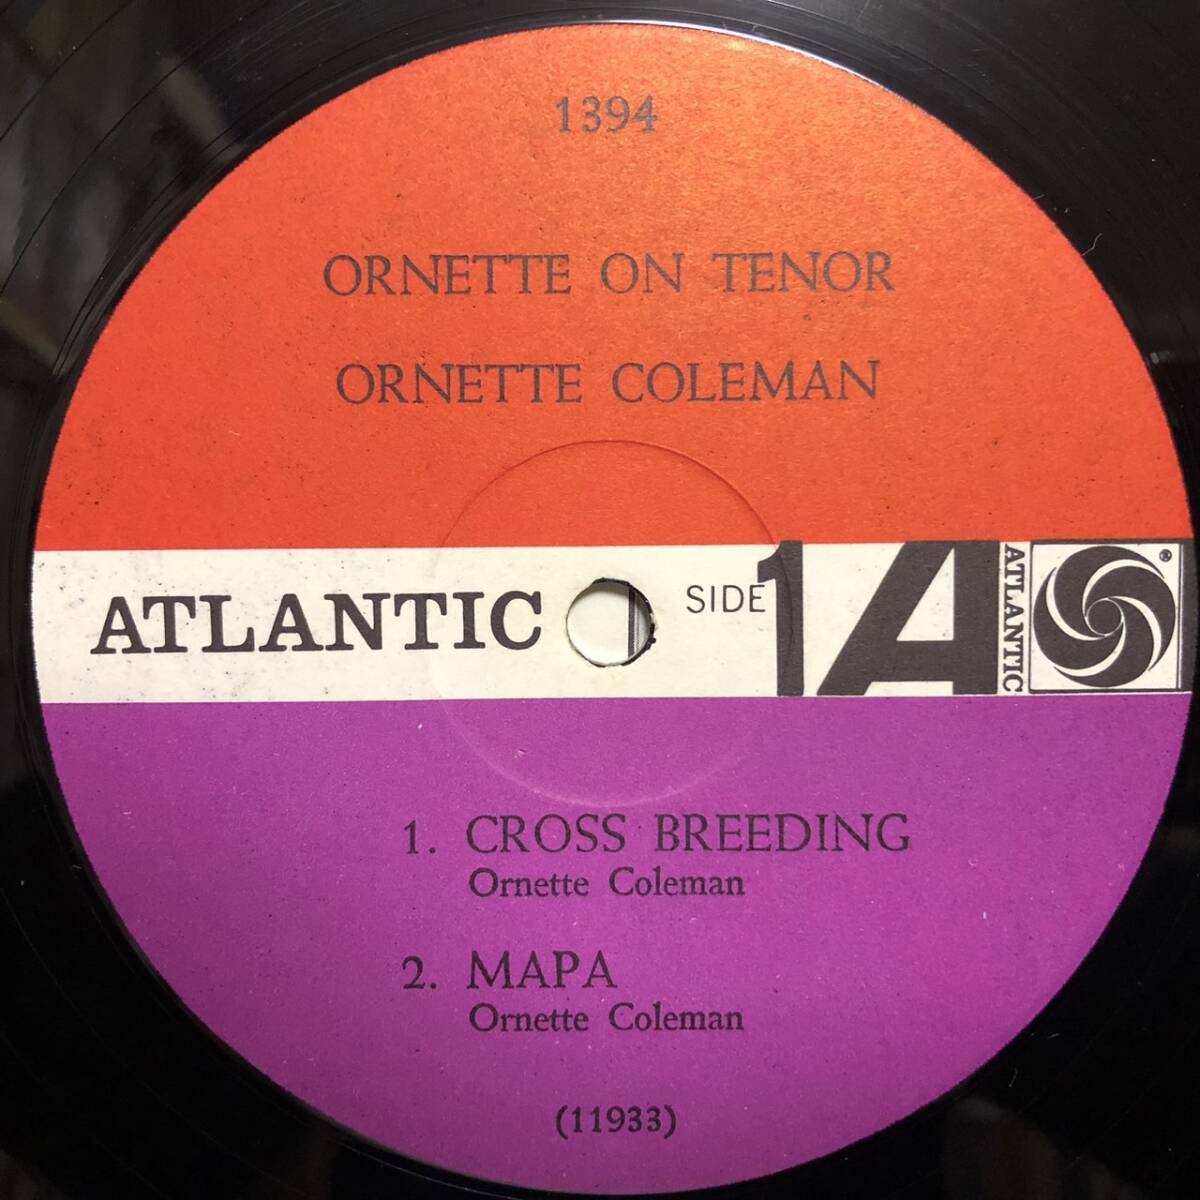 1394
ORNETTE ON TENOR
ORNETTE COLEMAN
ATLANTIC SIDE 1 A ATLANTIC ®
1. CROSS BREEDING
Ornette Coleman
2. MAPA
Ornette Coleman
(11933)